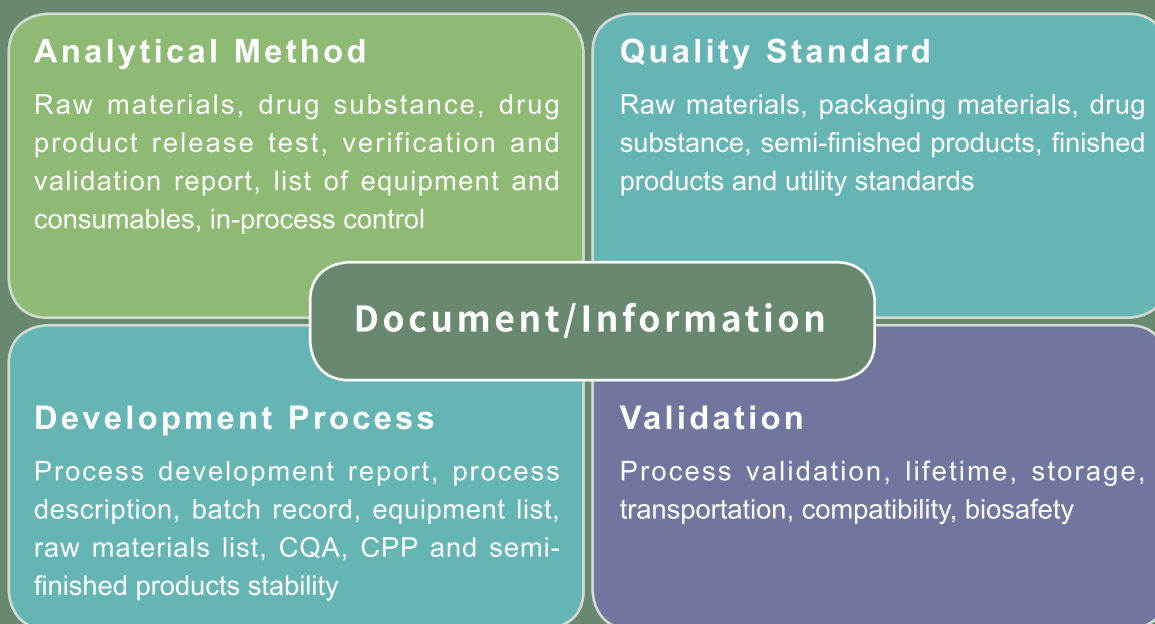 Analytical Method
Raw materials, drug substance, drug
product release test, verification and
validation report, list of equipment and
consumables, in-process control
Quality Standard
Raw materials, packaging materials, drug
substance, semi-finished products, finished
products and utility standards
Document/Information
Development Process
Process development report, process
description, batch record, equipment list,
raw materials list, CQA, CPP and semi-
finished products stability
Validation
Process validation, lifetime, storage,
transportation, compatibility, biosafety